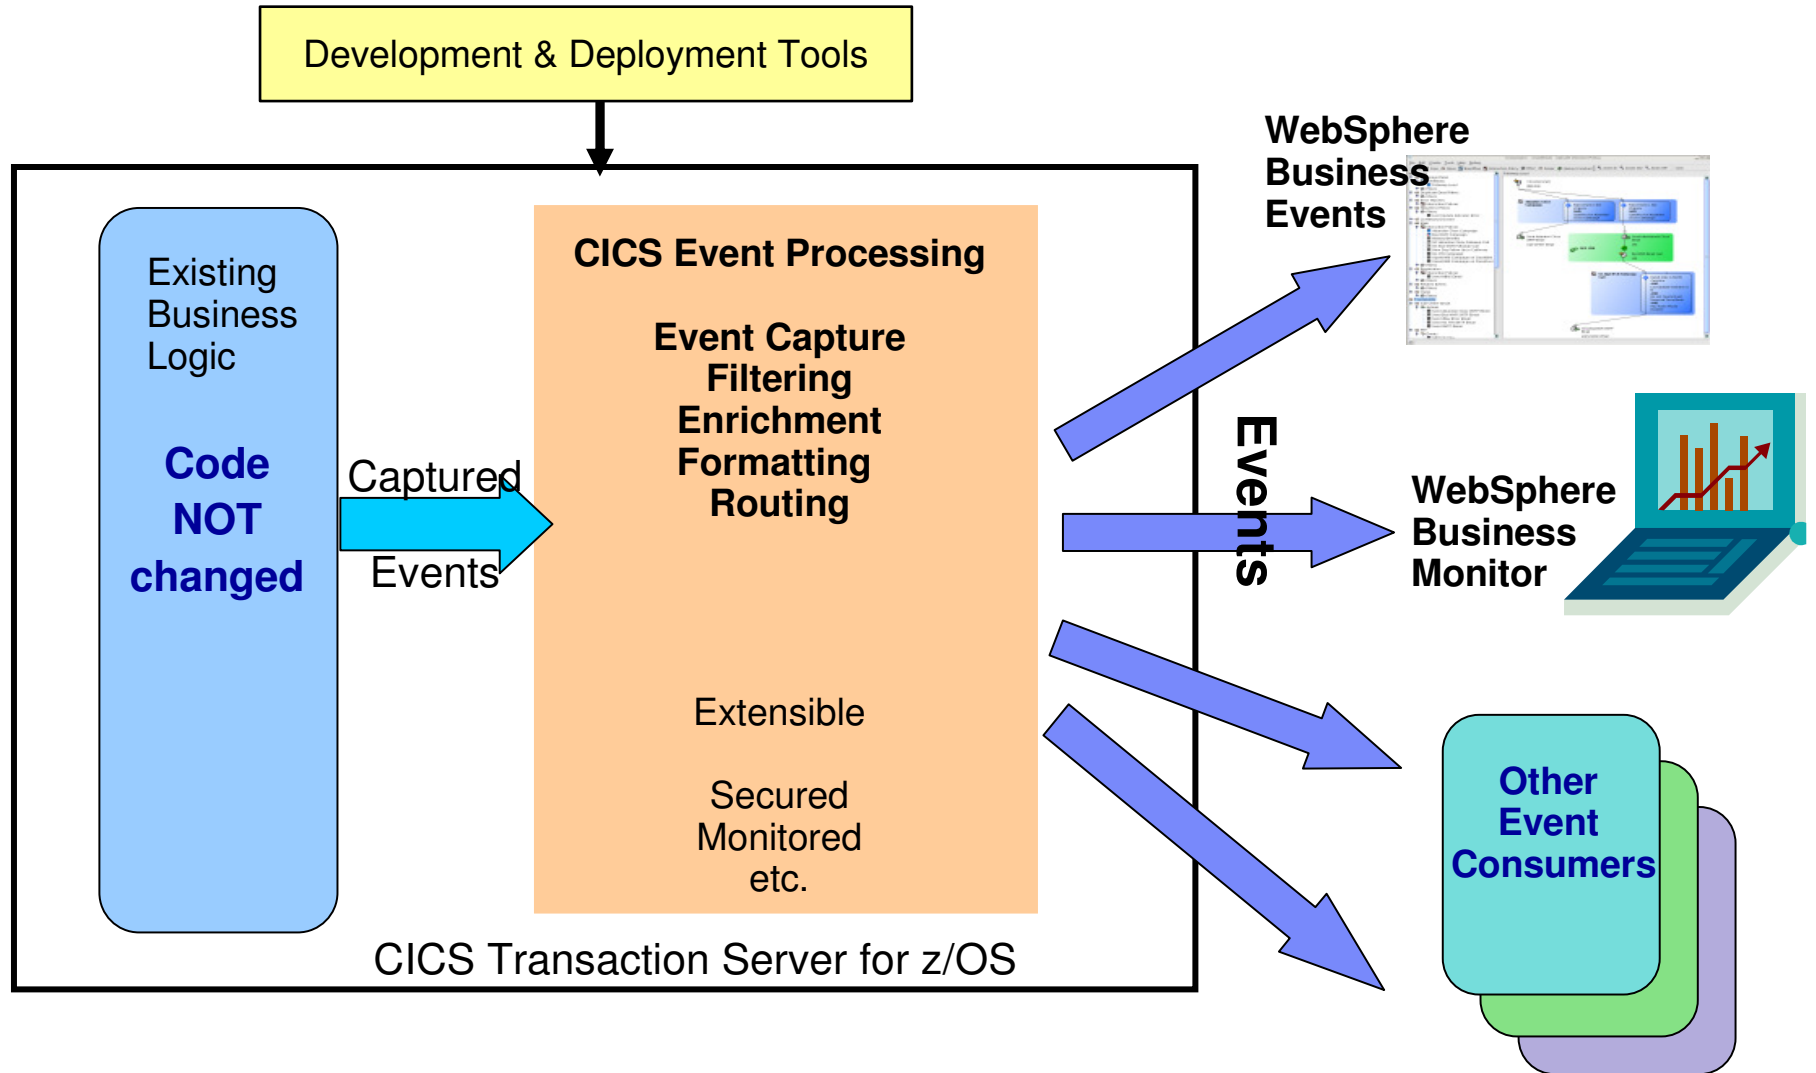 Development & Deployment Tools
WebSphere
Business
Events
Existing
Business
Logic
Code
NOT
changed
Captured
Events
CICS Event Processing
Event Capture
Filtering
Enrichment
Formatting
Routing
Extensible
Secured
Monitored
etc.
CICS Transaction Server for z/OS
Events
WebSphere
Business
Monitor
Other
Event
Consumers